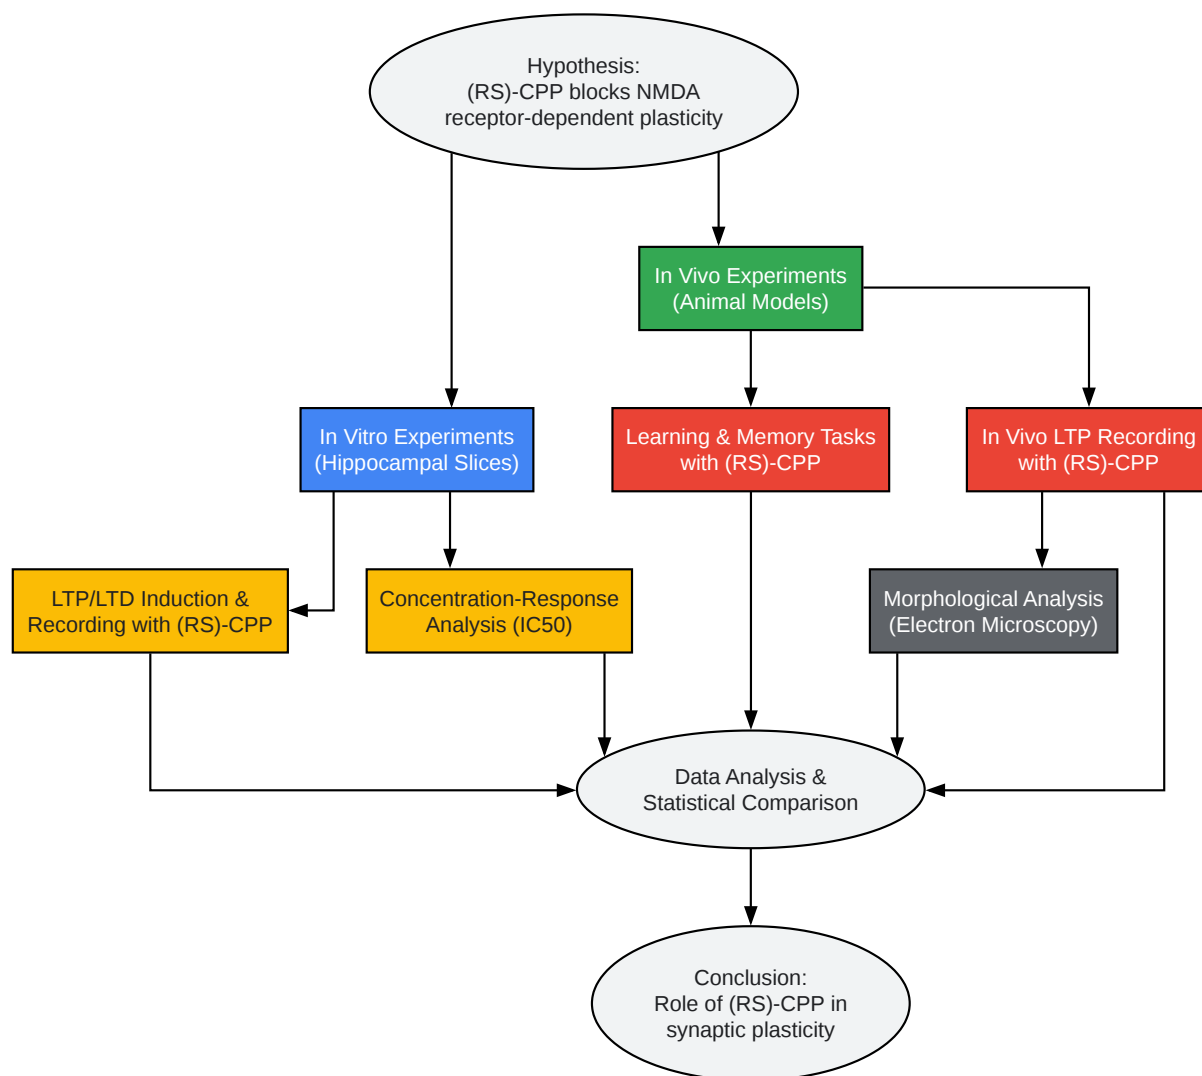 Hypothesis:
(RS)-CPP blocks NMDA
receptor-dependent plasticity
In Vivo Experiments
(Animal Models)
In Vitro Experiments
(Hippocampal Slices)
Learning & Memory Tasks
with (RS)-CPP
In Vivo LTP Recording
with (RS)-CPP
LTP/LTD Induction &
Recording with (RS)-CPP
Concentration-Response
Analysis (IC50)
Morphological Analysis
(Electron Microscopy)
Data Analysis &
Statistical Comparison
Conclusion:
Role of (RS)-CPP in
synaptic plasticity